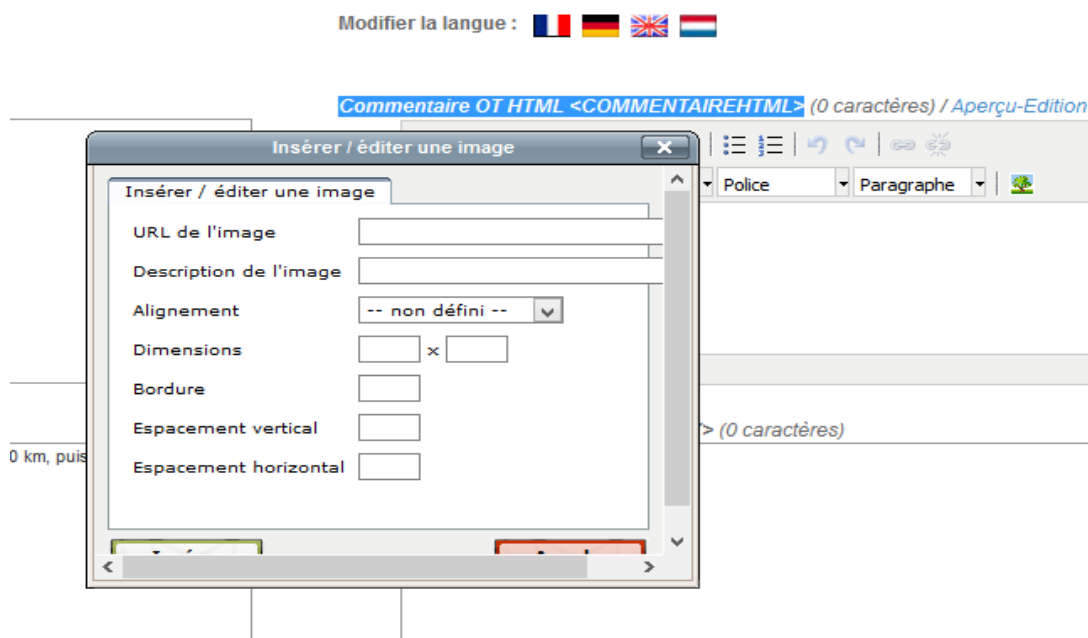 Modifier la langue :
Commentaire OT HTML <COMMENTAIREHTML> (0 caractères) / Aperçu-Edition
Insérer / éditer une image
Police
Paragraphe
Insérer / éditer une image
URL de l'image
Description de l'image
Alignement
-- non défini --
Dimensions
x
Bordure
Espacement vertical
> (0 caractères)
0 km, puis
Espacement horizontal